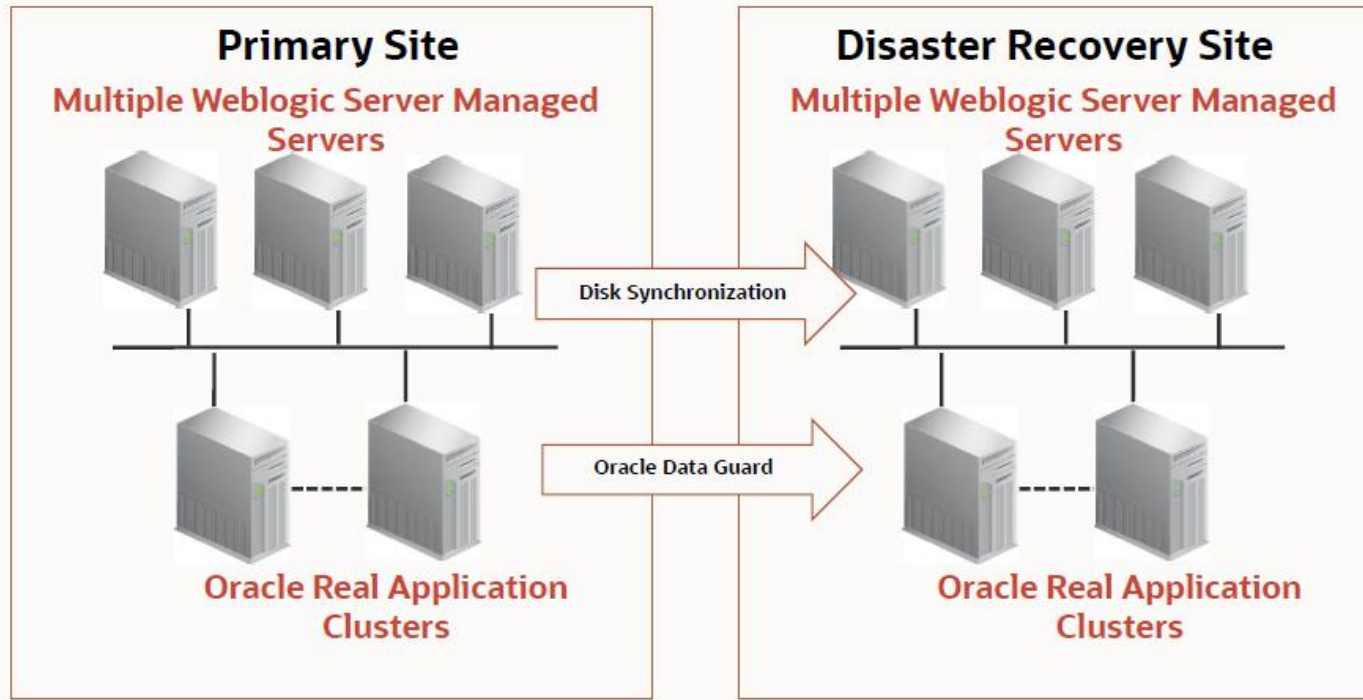 Primary Site
Multiple Weblogic Server Managed
Servers
Disk Synchronization
Oracle Data Guard
Oracle Real Application
Clusters
Disaster Recovery Site
Multiple Weblogic Server Managed
Servers
Oracle Real Application
Clusters